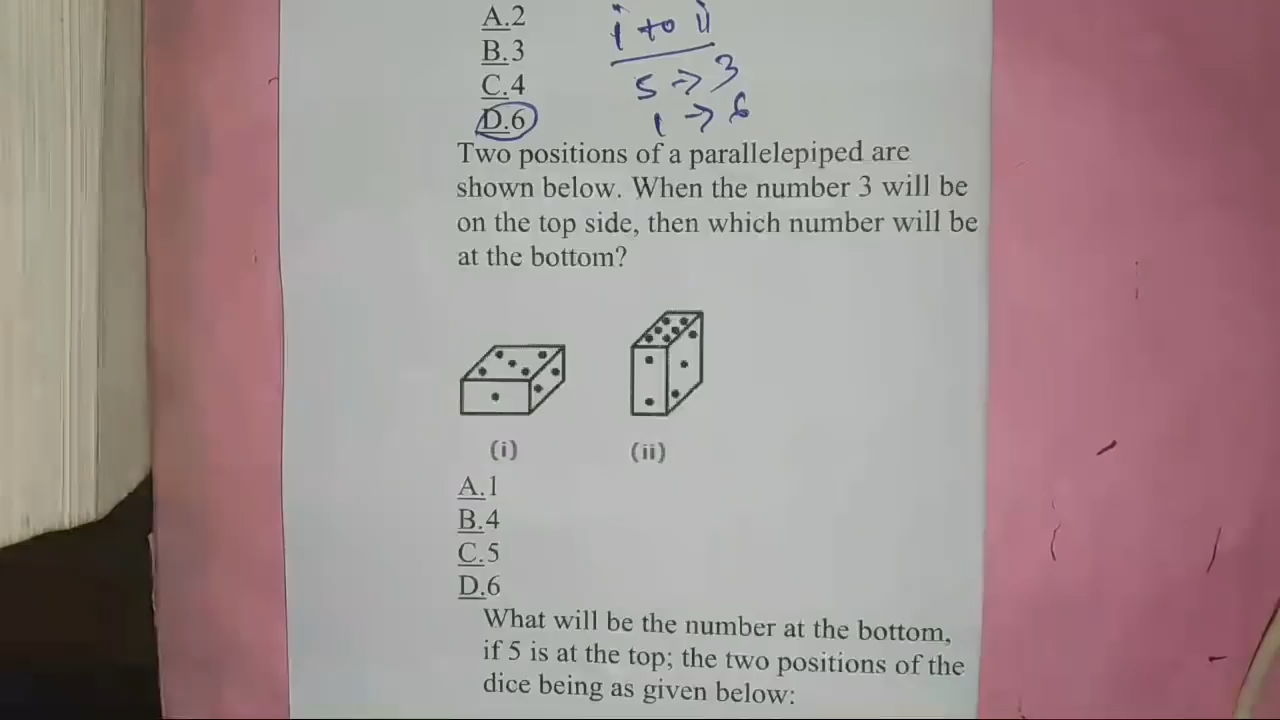 A.2
B.3
C.4
D.6
i to ii
5 → 3
1 → 6
Two positions of a parallelepiped are
shown below. When the number 3 will be
on the top side, then which number will be
at the bottom?
(i)
(ii)
A.1
B.4
C.5
D.6
What will be the number at the bottom,
if 5 is at the top; the two positions of the
dice being as given below: